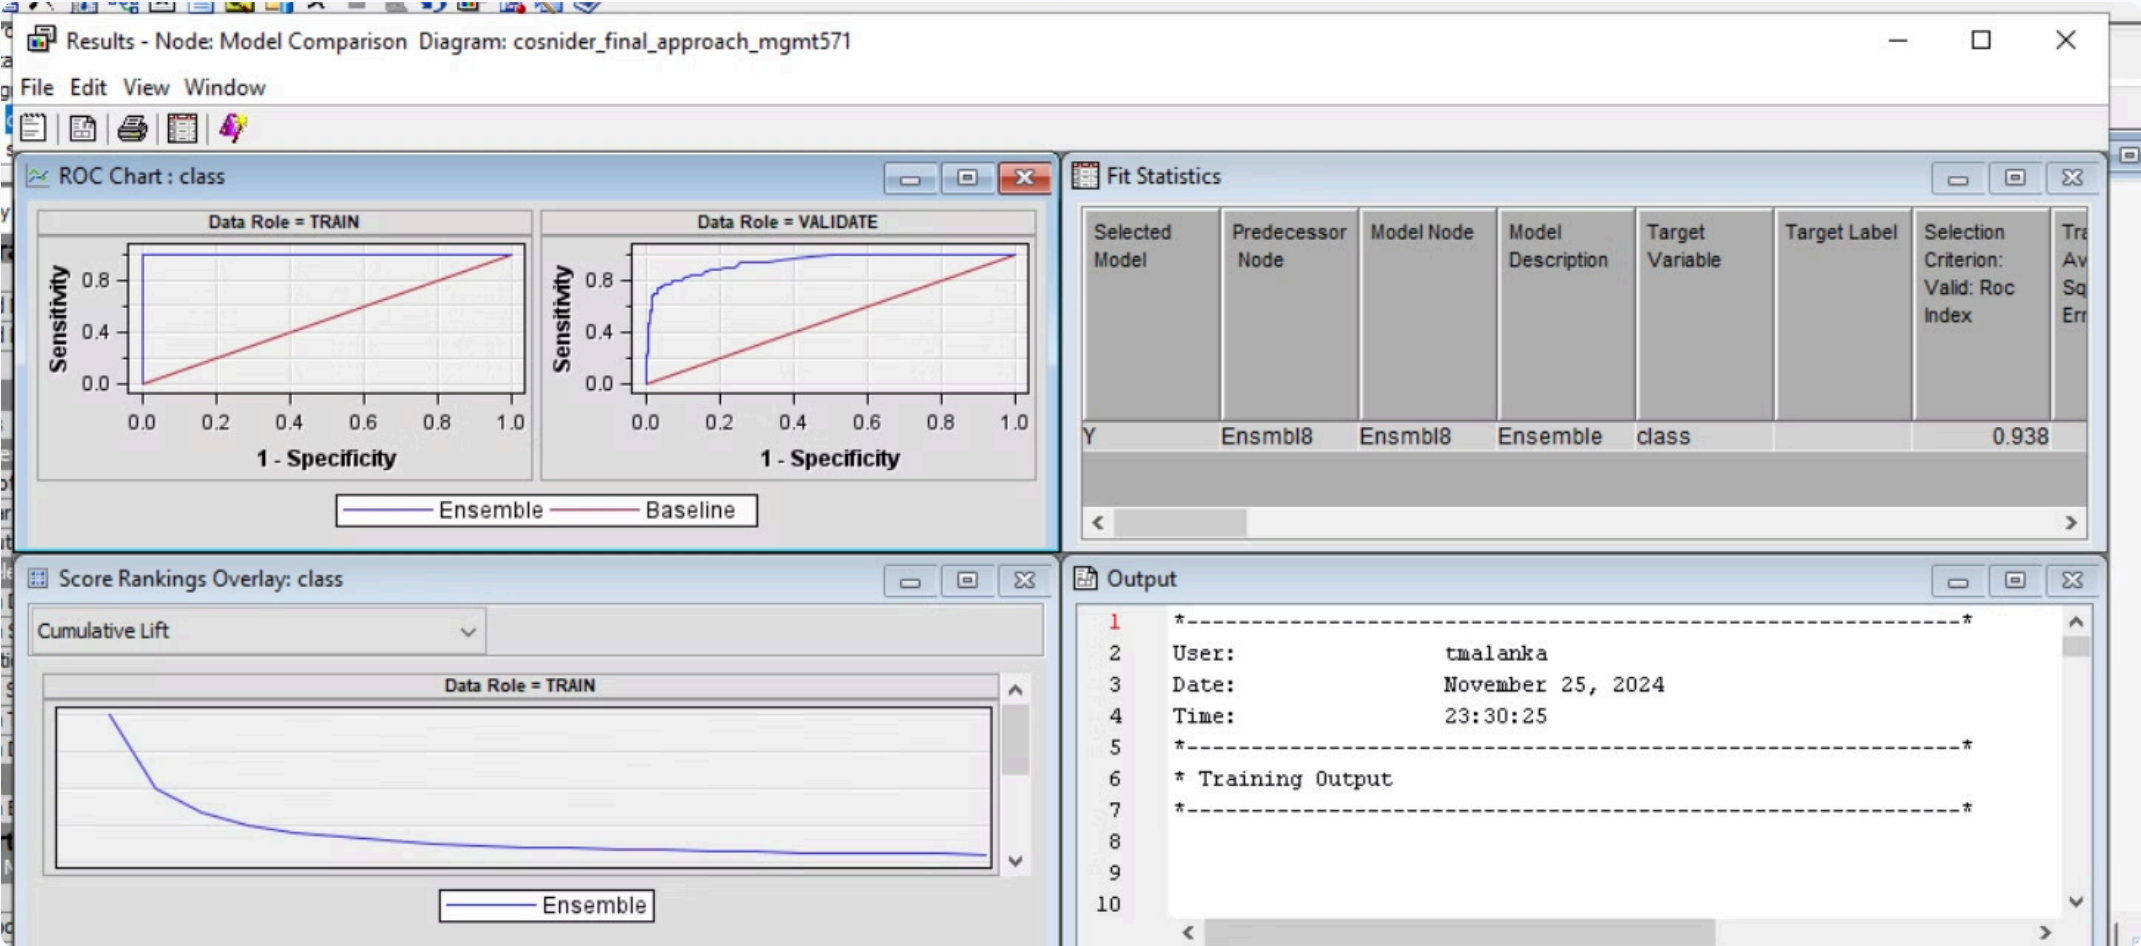 Results - Node: Model Comparison Diagram: cosnider_final_approach_mgmt571
File Edit View Window
ROC Chart : class
Data Role = TRAIN
Data Role = VALIDATE
Sensitivity
0.8
0.4
0.0
0.0 0.2 0.4 0.6 0.8 1.0
1 - Specificity
Sensitivity
0.8
0.4
0.0
0.0 0.2 0.4 0.6 0.8 1.0
1 - Specificity
Ensemble Baseline
Fit Statistics
Selected Model
Predecessor Node
Model Node
Model Description
Target Variable
Target Label
Selection Criterion: Valid: Roc Index
Y Ensmbl8 Ensmbl8 Ensemble class 0.938
Score Rankings Overlay: class
Cumulative Lift
Data Role = TRAIN
Ensemble
Output
1 *------------------------------------------------------------*
2 User: tmalanka
3 Date: November 25, 2024
4 Time: 23:30:25
5 *------------------------------------------------------------*
6 * Training Output
7 *------------------------------------------------------------*
8
9
10